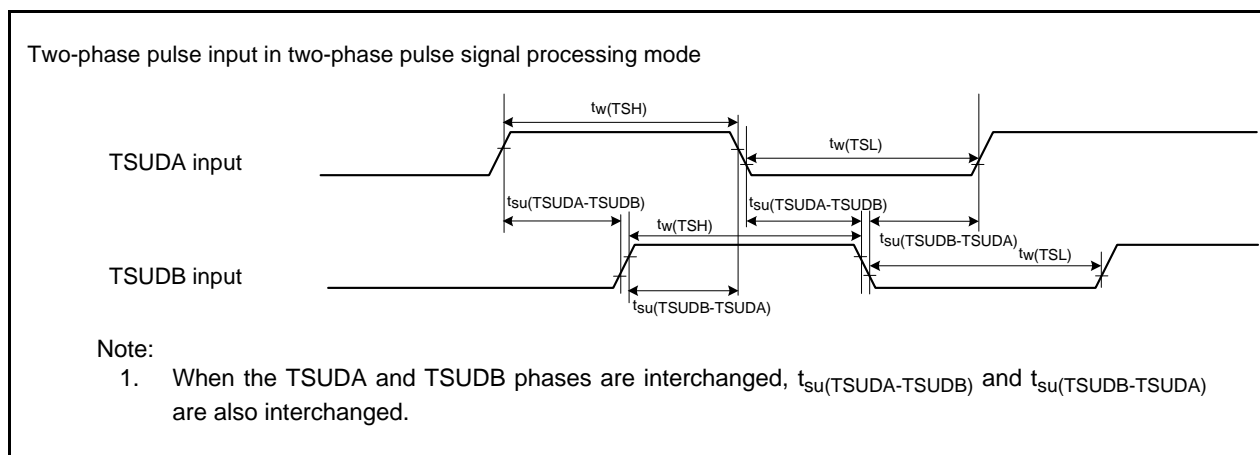 Two-phase pulse input in two-phase pulse signal processing mode
tw(TSH)
TSUDA input
tw(TSL)
tsu(TSUDA-TSUDB)
tsu(TSUDA-TSUDB)
tw(TSH)
tsu(TSUDB-TSUDA)
tw(TSL)
TSUDB input
tsu(TSUDB-TSUDA)
Note:
1. When the TSUDA and TSUDB phases are interchanged, tsu(TSUDA-TSUDB) and tsu(TSUDB-TSUDA)
are also interchanged.